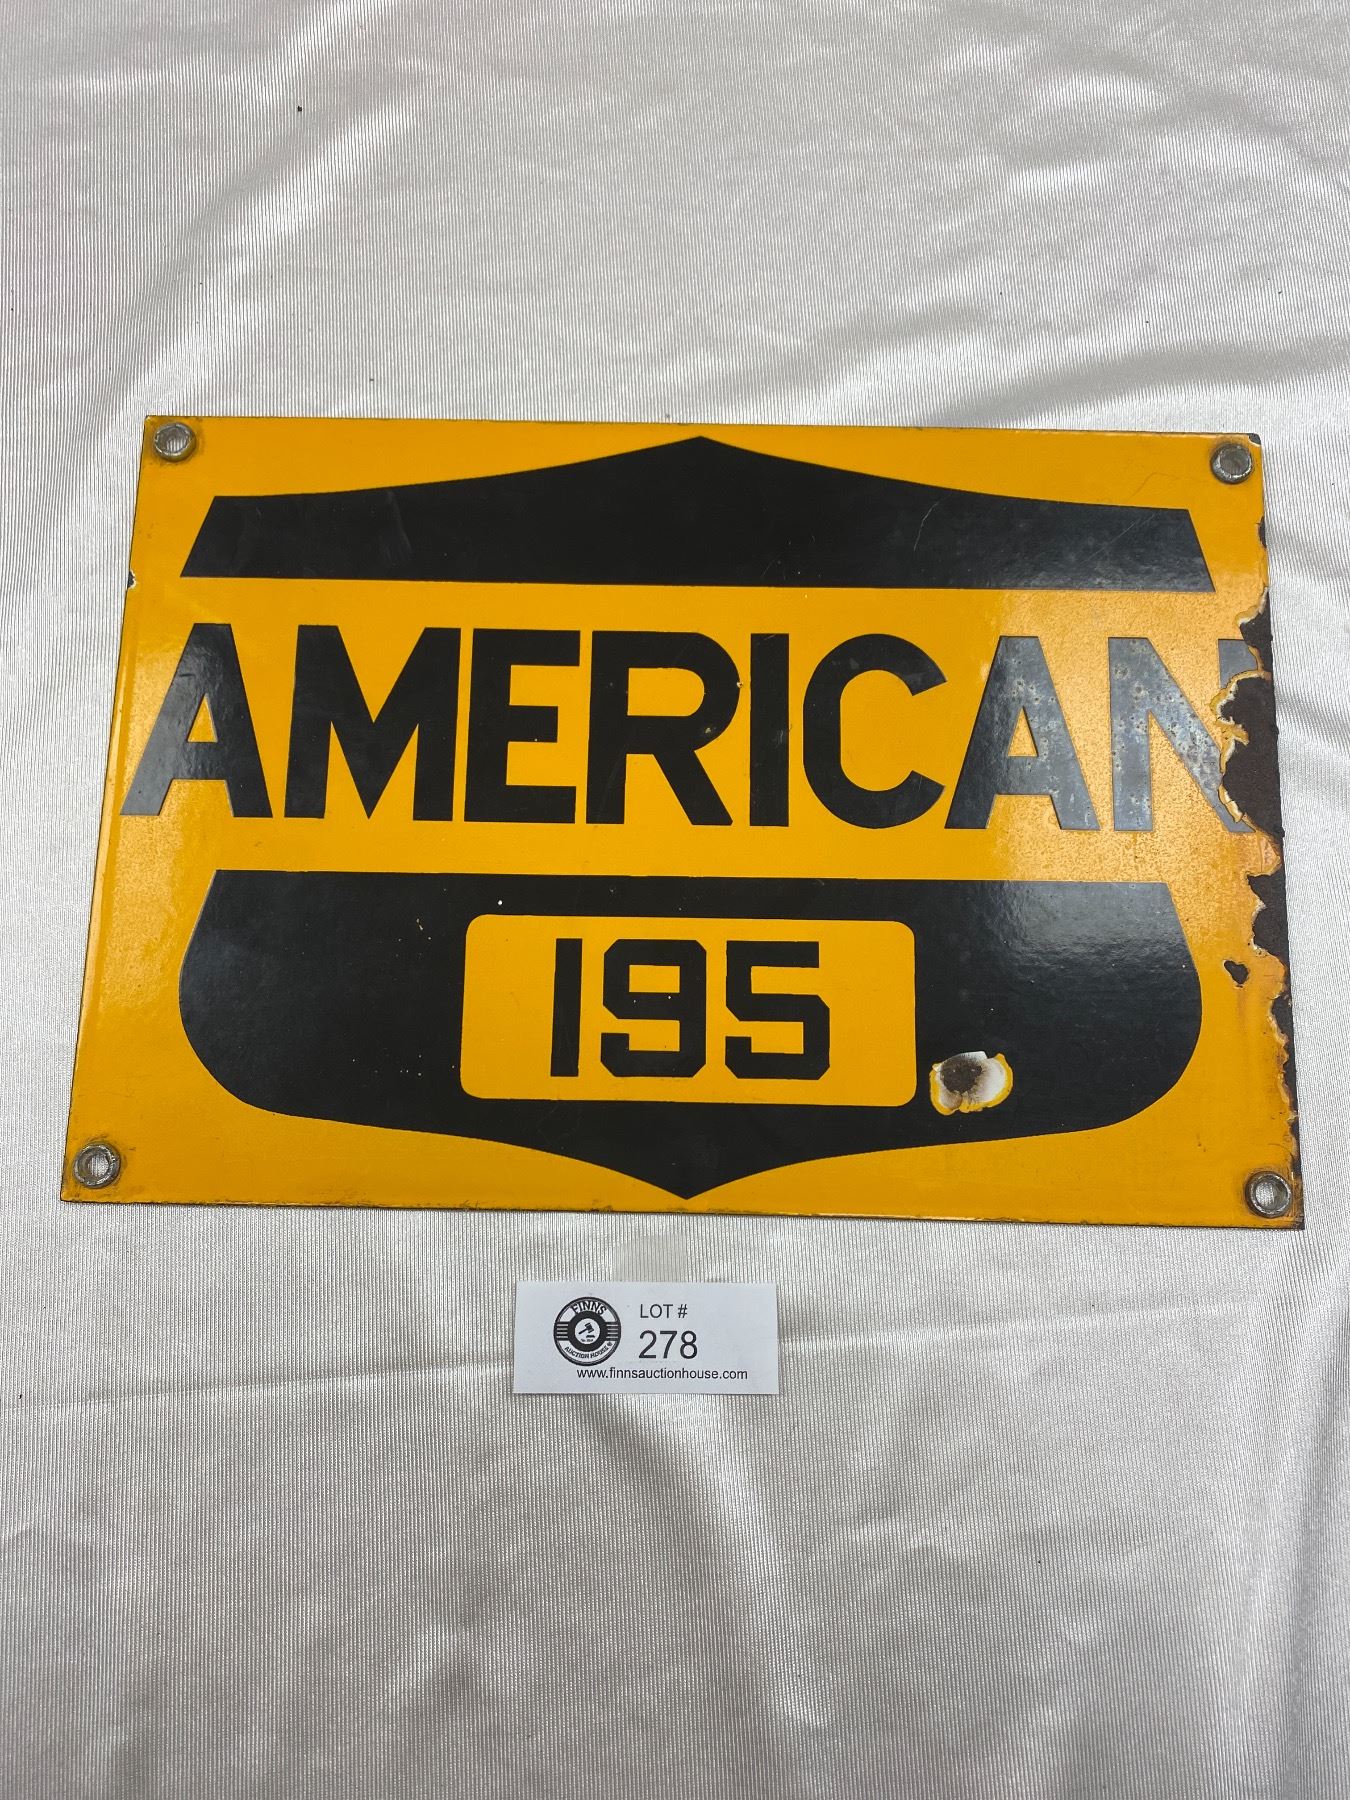 AMERICAN
195
FINNS
AUCTION HOUSE
LOT #
278
www.finnsauctionhouse.com